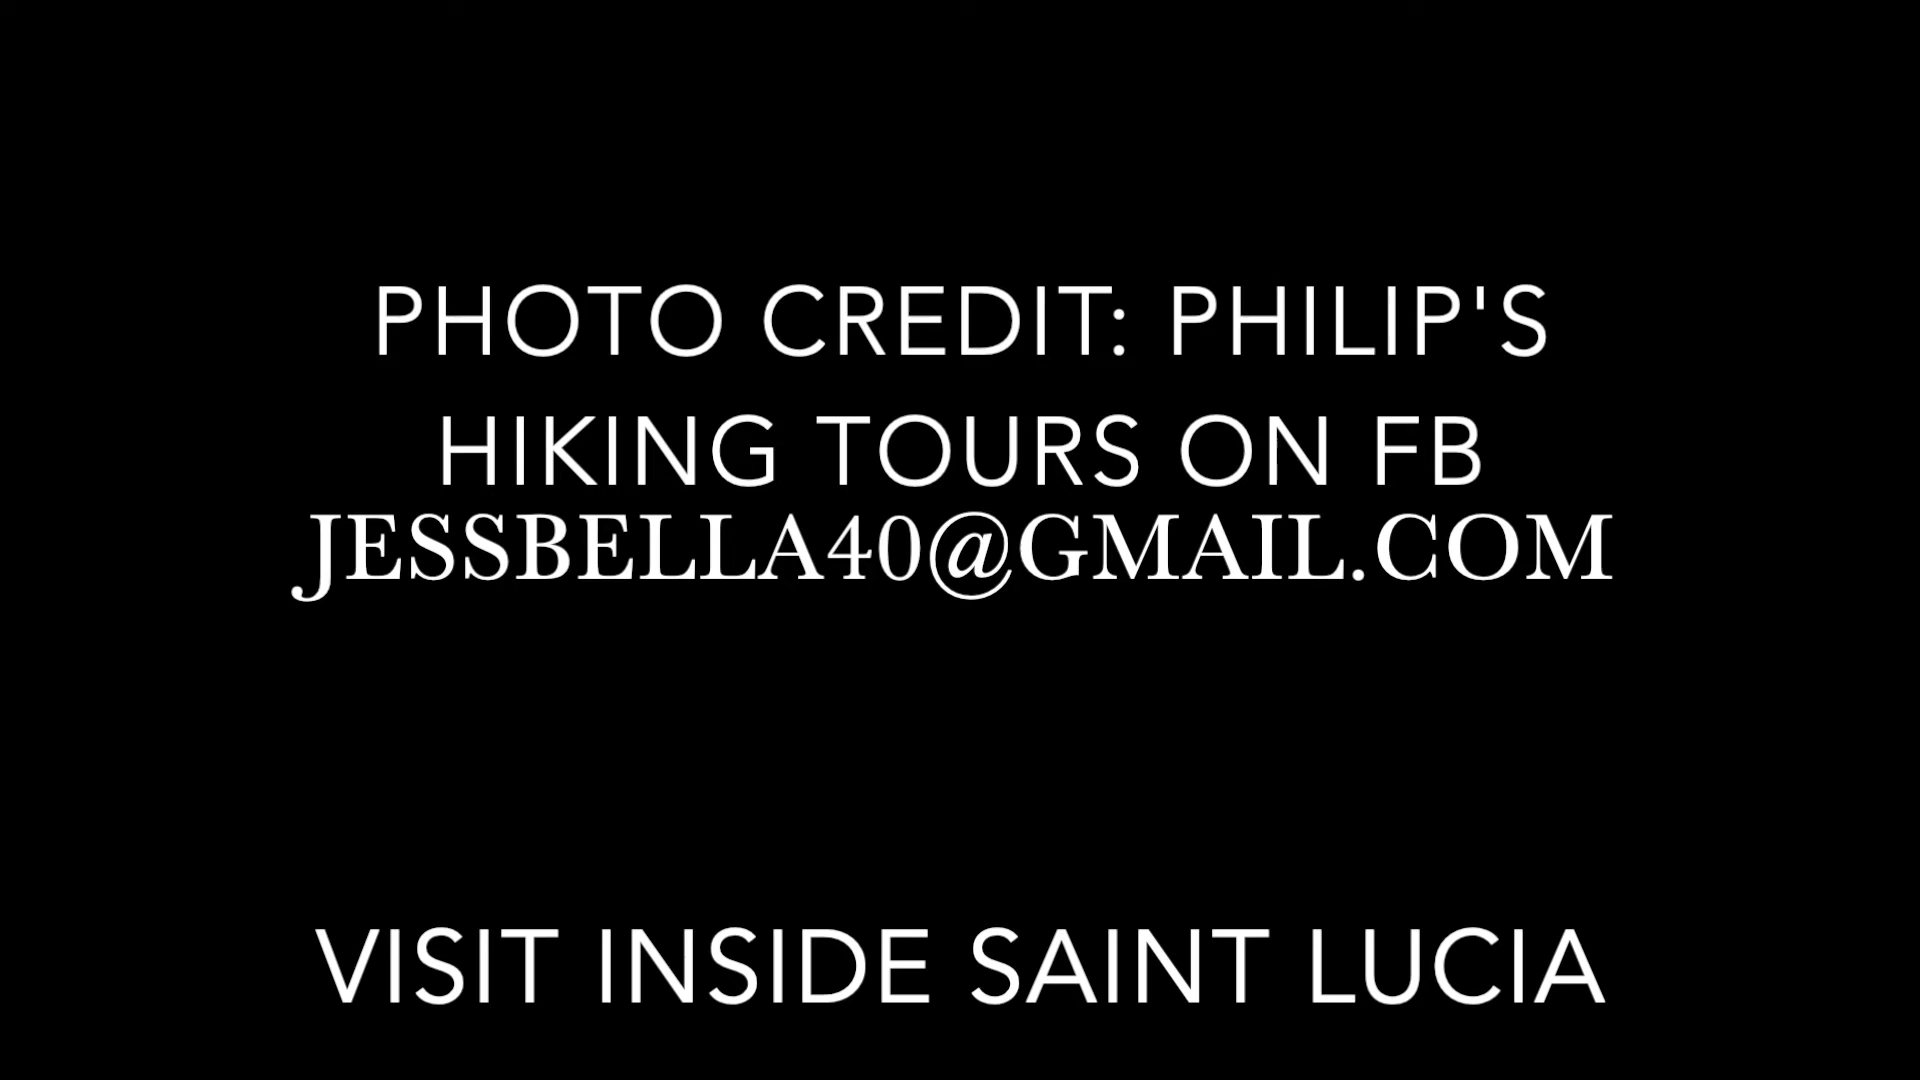 PHOTO CREDIT: PHILIP'S
HIKING TOURS ON FB
JESSBELLA40@GMAIL.COM
VISIT INSIDE SAINT LUCIA